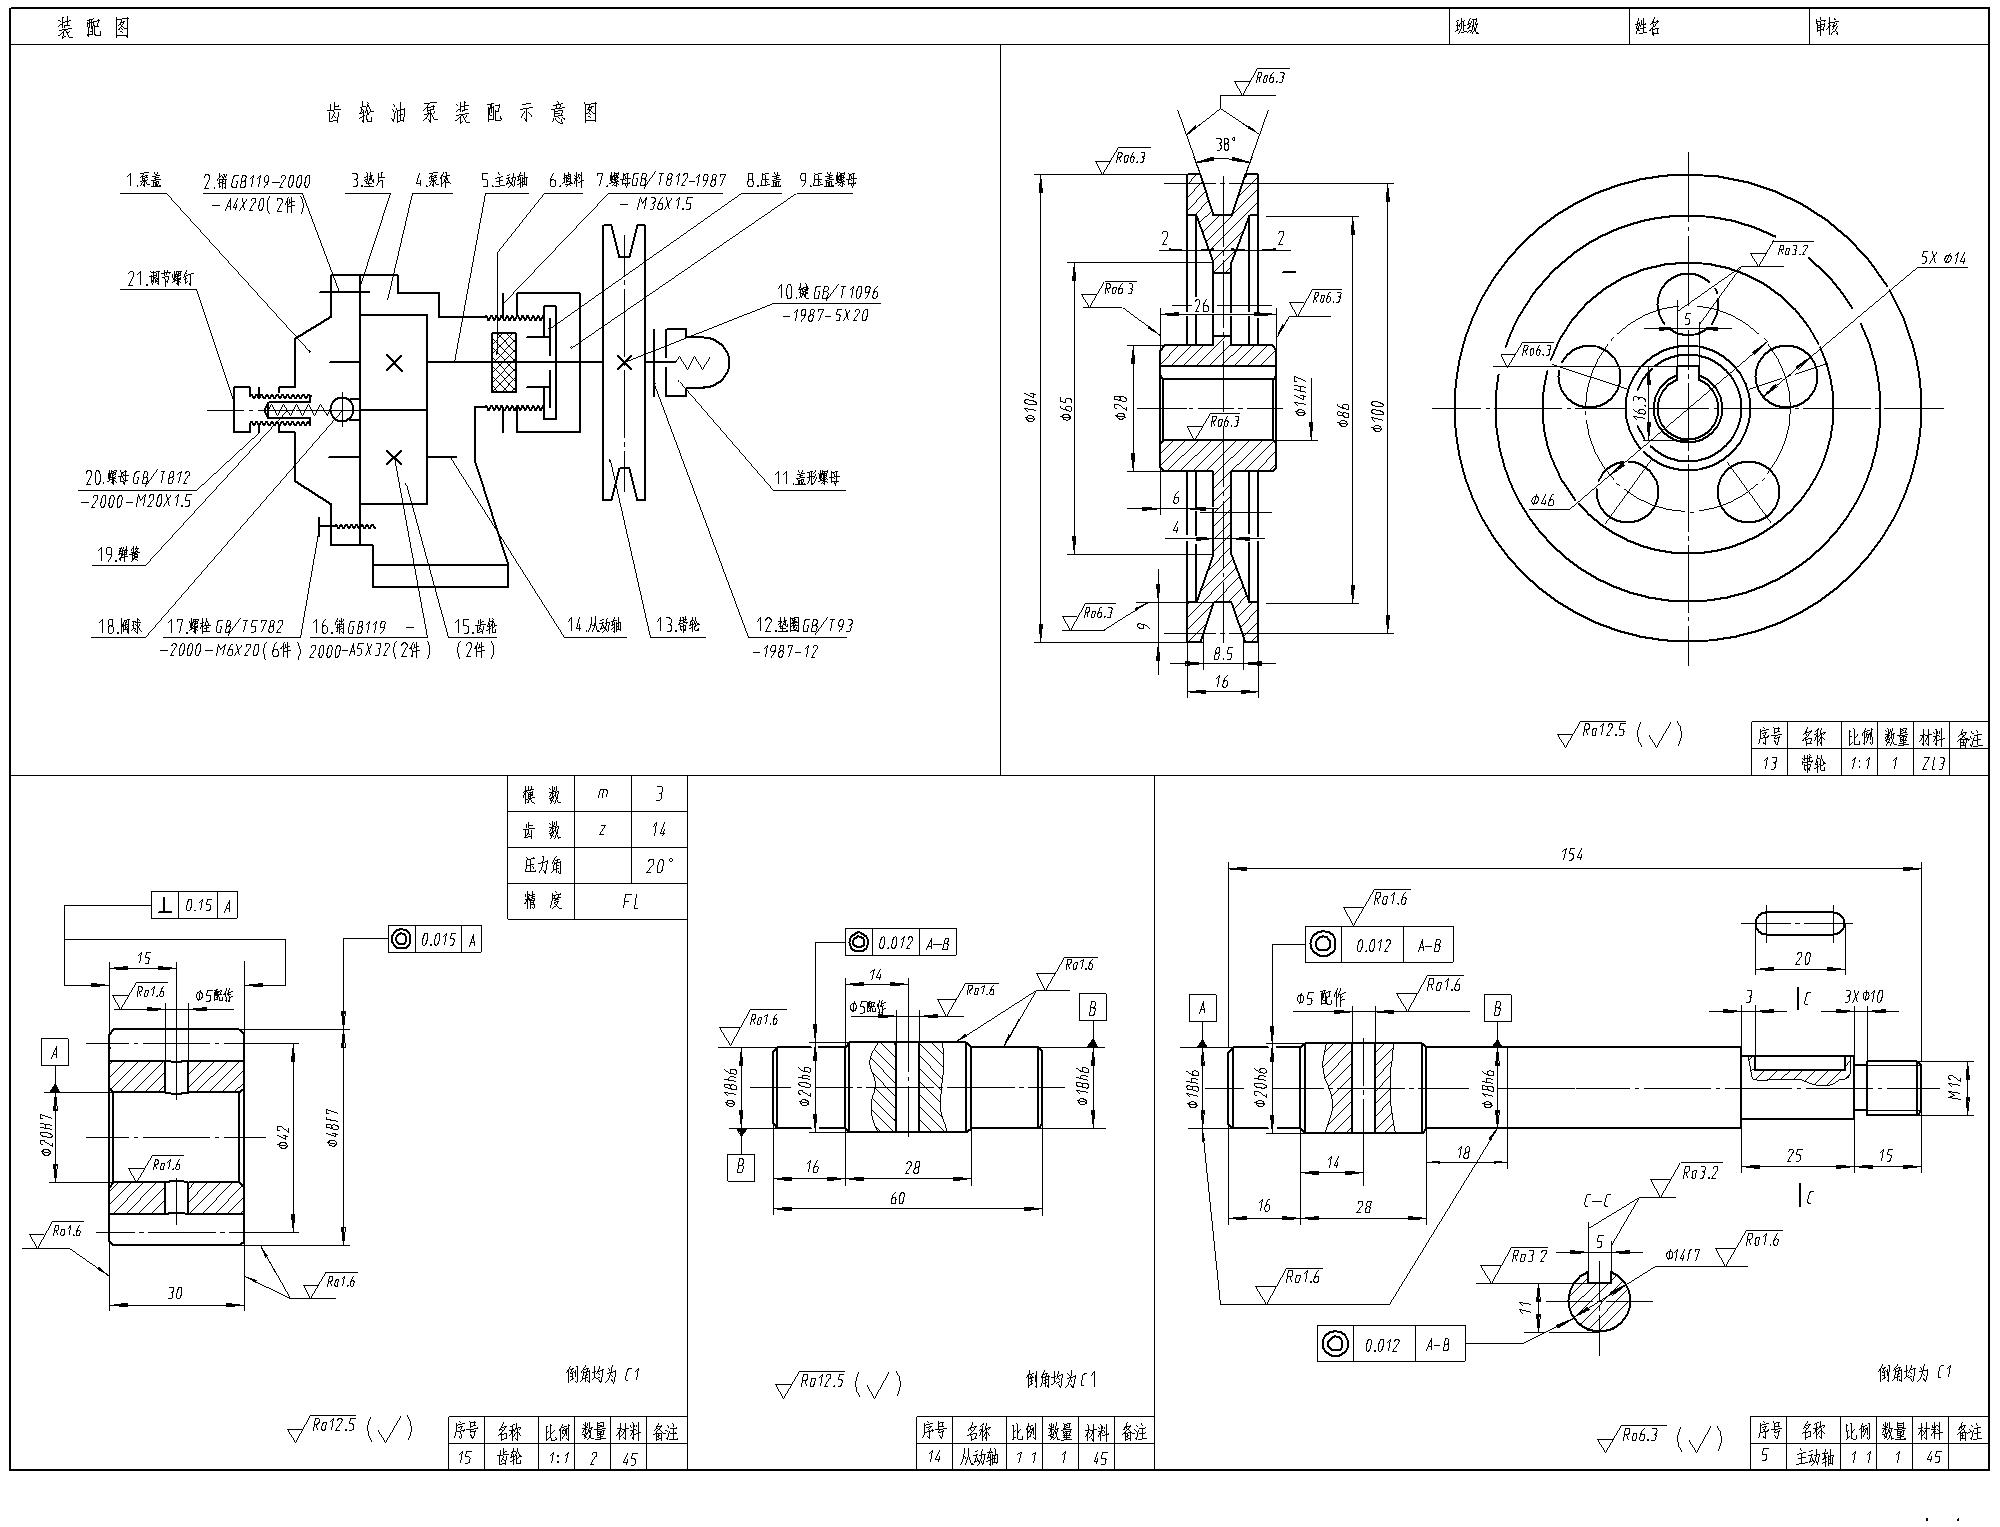 装配图
班级
姓名
审核
齿轮油泵装配示意图
1.泵盖
2.销GB119-2000
-A4X20(2件)
3.垫片
4.泵体
5.主动轴
6.填料
7.螺母GB/T812-1987
- M36X1.5
8.压盖
9.压盖螺母
21.调节螺钉
10.键GB/T1096
-1987-5X20
20.螺母GB/T812
-2000-M20X1.5
11.盖形螺母
19.弹簧
18.阀球
17.螺栓GB/T5782
-2000-M6X20(6件)
16.销GB119 -
2000-A5X32(2件)
15.齿轮
(2件)
14.从动轴
13.带轮
12.垫圈GB/T93
-1987-12
Ra6.3
38°
Ra6.3
2
2
Ra6.3
26
Ra6.3
Φ104
Φ65
Φ28
Ra6.3
Φ14H7
Φ86
Φ100
6
4
Ra6.3
9
8.5
16
Ra3.2
5XΦ14
5
Ra6.3
16.3
Φ46
Ra12.5 (√)
序号 名称 比例 数量 材料 备注
13 带轮 1:1 1 ZL3
模数 m 3
齿数 z 14
压力角 20°
精度 FL
⊥ 0.15 A
◎ 0.015 A
15
Ra1.6
Φ5配作
A
Φ20H7
Φ42
Φ48f7
Ra1.6
Ra1.6
Ra1.6
30
倒角均为 C1
Ra12.5 (√)
序号 名称 比例 数量 材料 备注
15 齿轮 1:1 2 45
◎ 0.012 A-B
14
Ra1.6
Ra1.6
Φ5配作
Ra1.6
B
Φ18h6
Φ20h6
Φ18h6
B
16
28
60
Ra12.5 (√)
倒角均为C1
序号 名称 比例 数量 材料 备注
14 从动轴 1 1 1 45
154
Ra1.6
◎ 0.012 A-B
20
Φ5 配作
Ra1.6
A
B
3
C
3XΦ10
Φ18h6
Φ20h6
Φ18h6
M12
14
18
25
15
C
16
28
C-C
Ra3.2
5
Ra3.2
Φ14f7
Ra1.6
Ra1.6
11
◎ 0.012 A-B
倒角均为 C1
Ra6.3 (√)
序号 名称 比例 数量 材料 备注
5 主动轴 1 1 1 45